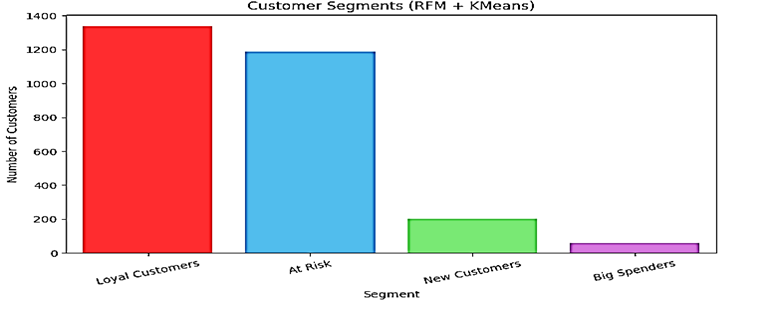 Customer Segments (RFM + KMeans)
Number of Customers
1400
1200
1000
800
600
400
200
0
Loyal Customers
At Risk
New Customers
Big Spenders
Segment